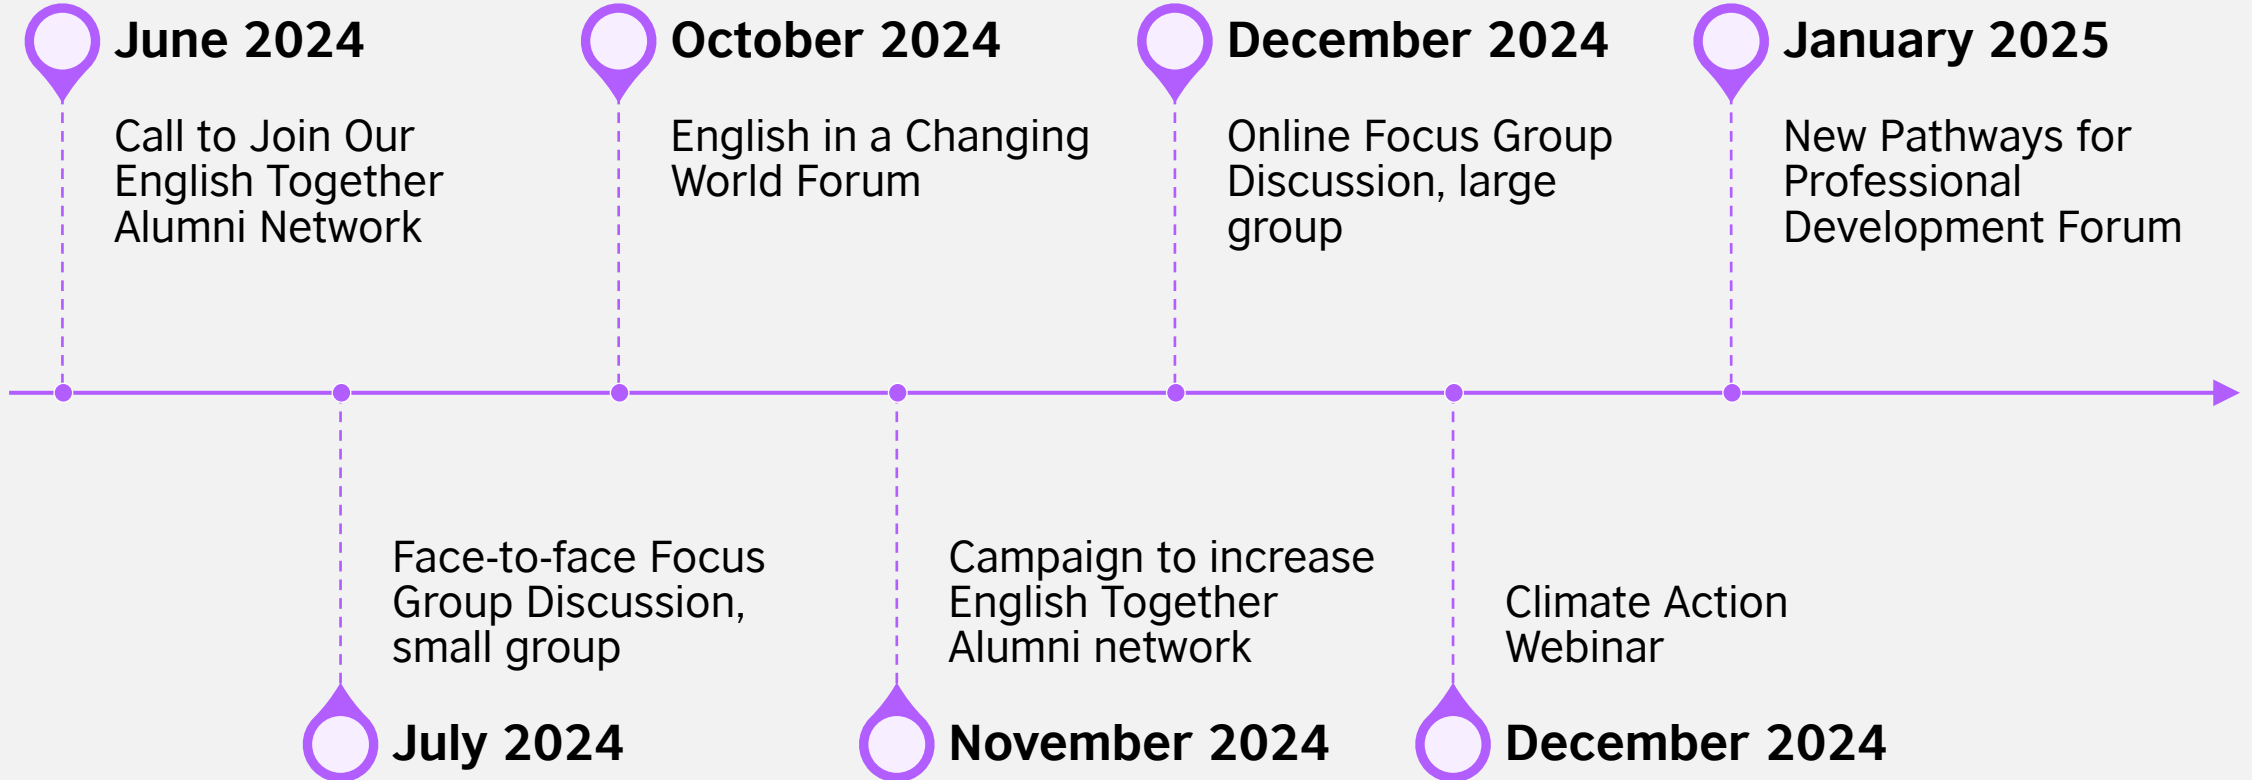 June 2024
Call to Join Our
English Together
Alumni Network
October 2024
English in a Changing
World Forum
December 2024
Online Focus Group
Discussion, large
group
January 2025
New Pathways for
Professional
Development Forum
Face-to-face Focus
Group Discussion,
small group
July 2024
Campaign to increase
English Together
Alumni network
November 2024
Climate Action
Webinar
December 2024